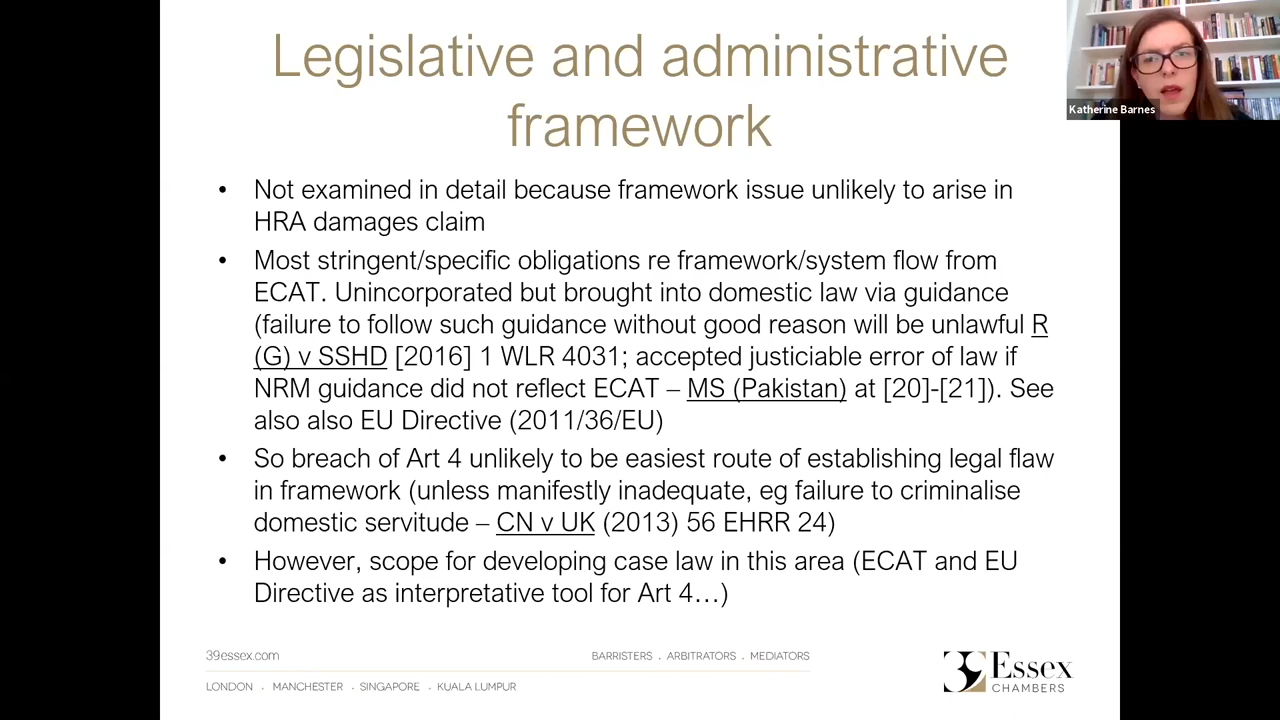 Legislative and administrative
framework
Katherine Barnes
• Not examined in detail because framework issue unlikely to arise in
HRA damages claim
• Most stringent/specific obligations re framework/system flow from
ECAT. Unincorporated but brought into domestic law via guidance
(failure to follow such guidance without good reason will be unlawful R
(G) v SSHD [2016] 1 WLR 4031; accepted justiciable error of law if
NRM guidance did not reflect ECAT – MS (Pakistan) at [20]-[21]). See
also also EU Directive (2011/36/EU)
• So breach of Art 4 unlikely to be easiest route of establishing legal flaw
in framework (unless manifestly inadequate, eg failure to criminalise
domestic servitude – CN v UK (2013) 56 EHRR 24)
• However, scope for developing case law in this area (ECAT and EU
Directive as interpretative tool for Art 4…)
39essex.com
BARRISTERS . ARBITRATORS . MEDIATORS
LONDON . MANCHESTER . SINGAPORE . KUALA LUMPUR
39 Essex
CHAMBERS